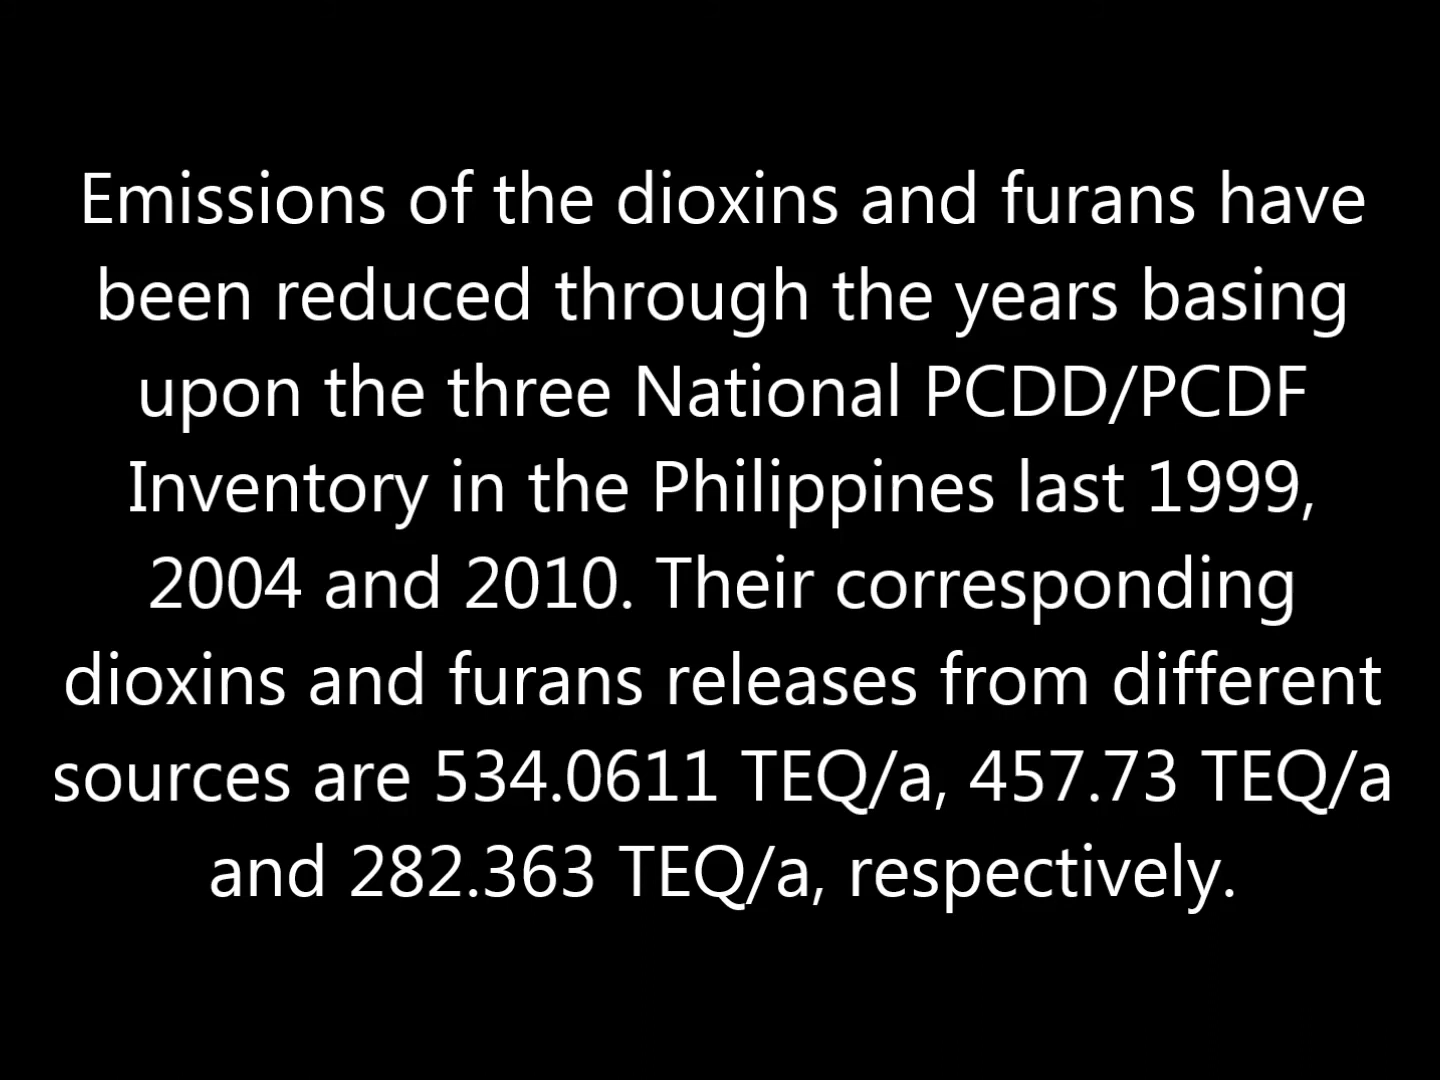 Emissions of the dioxins and furans have
been reduced through the years basing
upon the three National PCDD/PCDF
Inventory in the Philippines last 1999,
2004 and 2010. Their corresponding
dioxins and furans releases from different
sources are 534.0611 TEQ/a, 457.73 TEQ/a
and 282.363 TEQ/a, respectively.